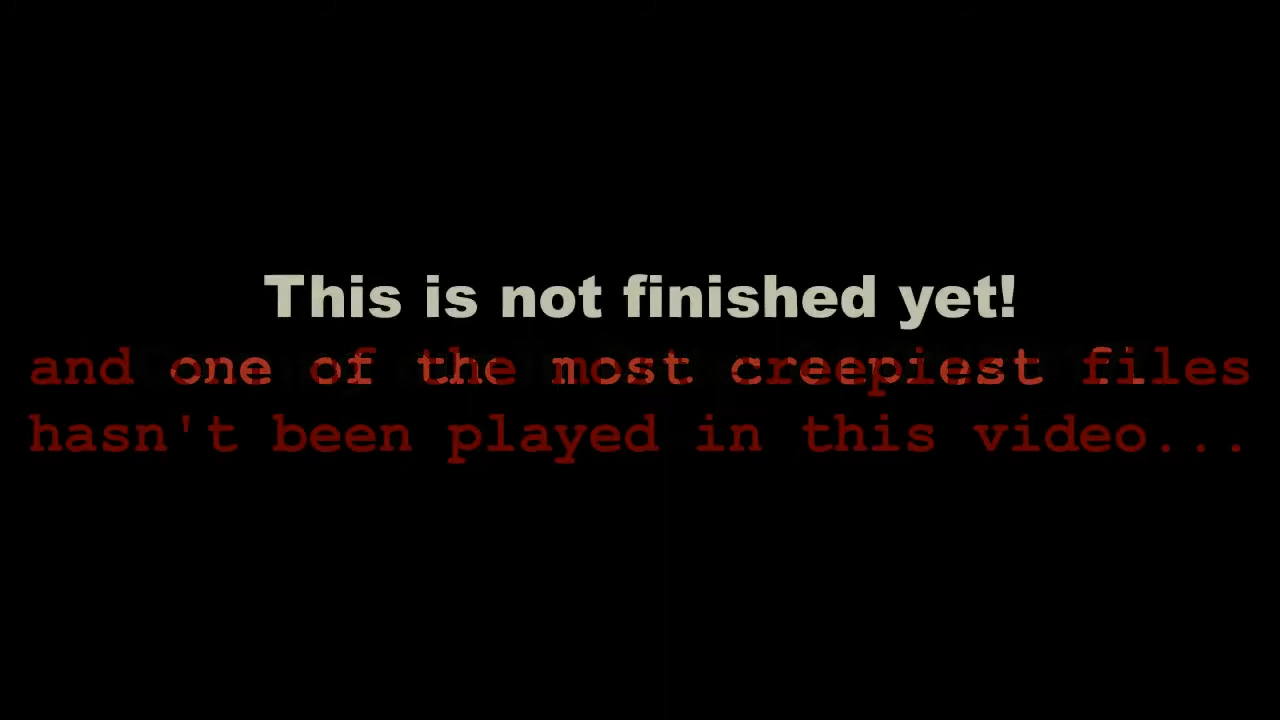 This is not finished yet!
and one of the most creepiest files
hasn't been played in this video...